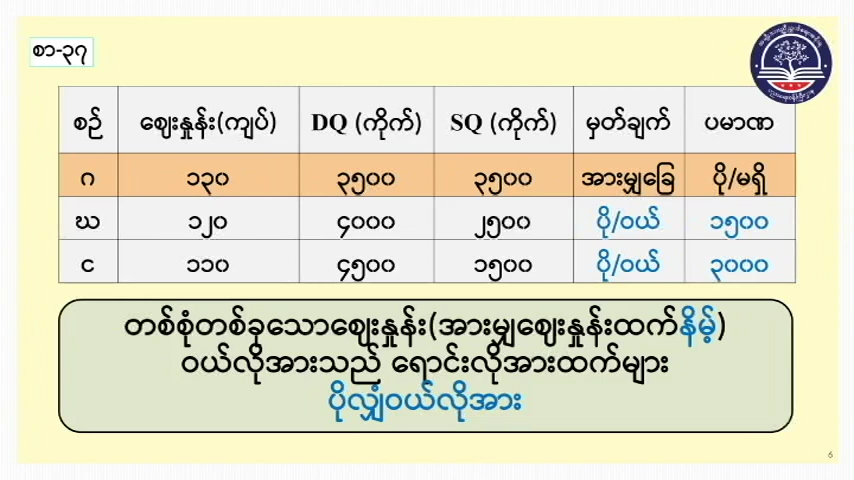 စာ-၃၇
စဉ် ဈေးနှုန်း(ကျပ်) DQ (ကိုက်) SQ (ကိုက်) မှတ်ချက် ပမာဏ
ဂ ၁၃၀ ၃၅၀၀ ၃၅၀၀ အားမျှခြေ ပို/မရှိ
ဃ ၁၂၀ ၄၀၀၀ ၂၅၀၀ ပို/ဝယ် ၁၅၀၀
င ၁၁၀ ၄၅၀၀ ၁၅၀၀ ပို/ဝယ် ၃၀၀၀
တစ်စုံတစ်ခုသောဈေးနှုန်း(အားမျှဈေးနှုန်းထက်နိမ့်)
ဝယ်လိုအားသည် ရောင်းလိုအားထက်များ
ပိုလျှံဝယ်လိုအား
6